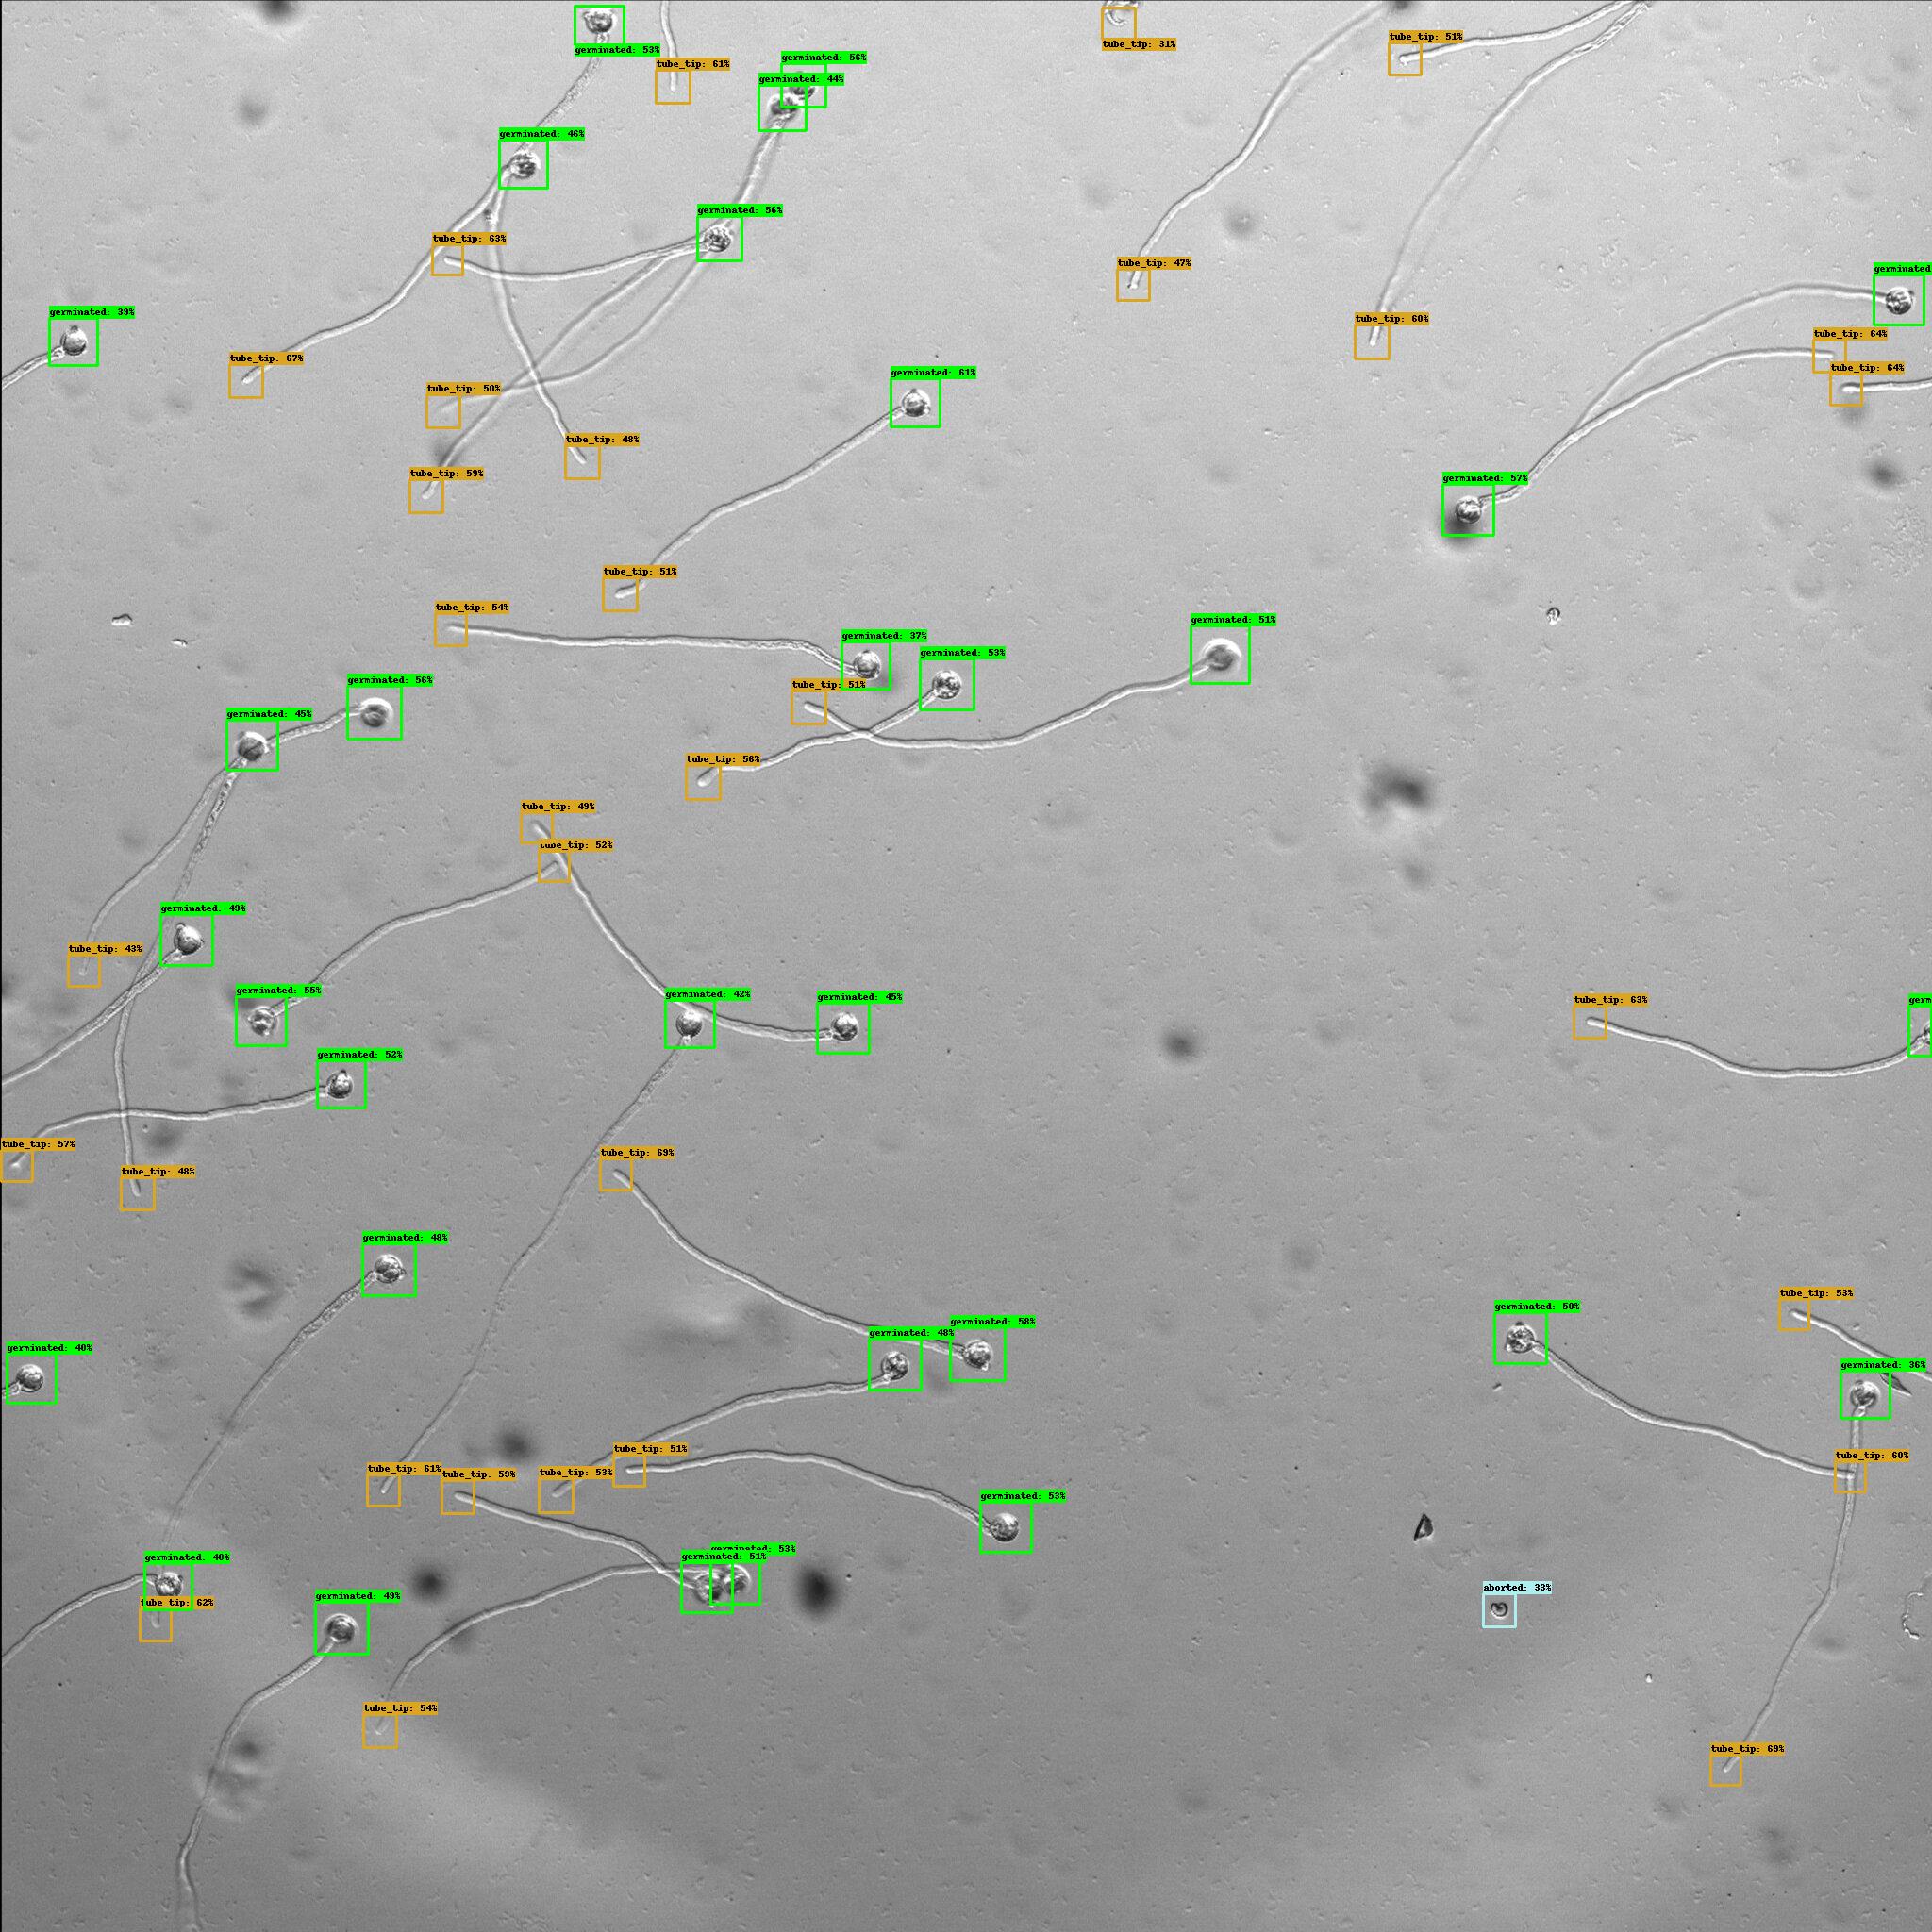 germinated: 53%
tube_tip: 61%
germinated: 56%
germinated: 44%
tube_tip: 31%
tube_tip: 51%
germinated: 46%
germinated: 56%
tube_tip: 63%
tube_tip: 47%
germinated
germinated: 39%
tube_tip: 60%
tube_tip: 64%
tube_tip: 67%
tube_tip: 64%
germinated: 61%
tube_tip: 50%
tube_tip: 48%
tube_tip: 59%
germinated: 57%
tube_tip: 51%
tube_tip: 54%
germinated: 51%
germinated: 37%
germinated: 53%
germinated: 56%
tube_tip: 51%
germinated: 45%
tube_tip: 56%
tube_tip: 49%
tube_tip: 52%
germinated: 49%
tube_tip: 43%
germinated: 55%
germinated: 42%
germinated: 45%
tube_tip: 63%
germ
germinated: 52%
tube_tip: 57%
tube_tip: 69%
tube_tip: 48%
germinated: 48%
tube_tip: 53%
germinated: 50%
germinated: 58%
germinated: 48%
germinated: 40%
germinated: 36%
tube_tip: 51%
tube_tip: 60%
tube_tip: 61%
tube_tip: 59%
tube_tip: 53%
germinated: 53%
germinated: 53%
germinated: 51%
germinated: 48%
aborted: 33%
germinated: 49%
tube_tip: 62%
tube_tip: 54%
tube_tip: 69%